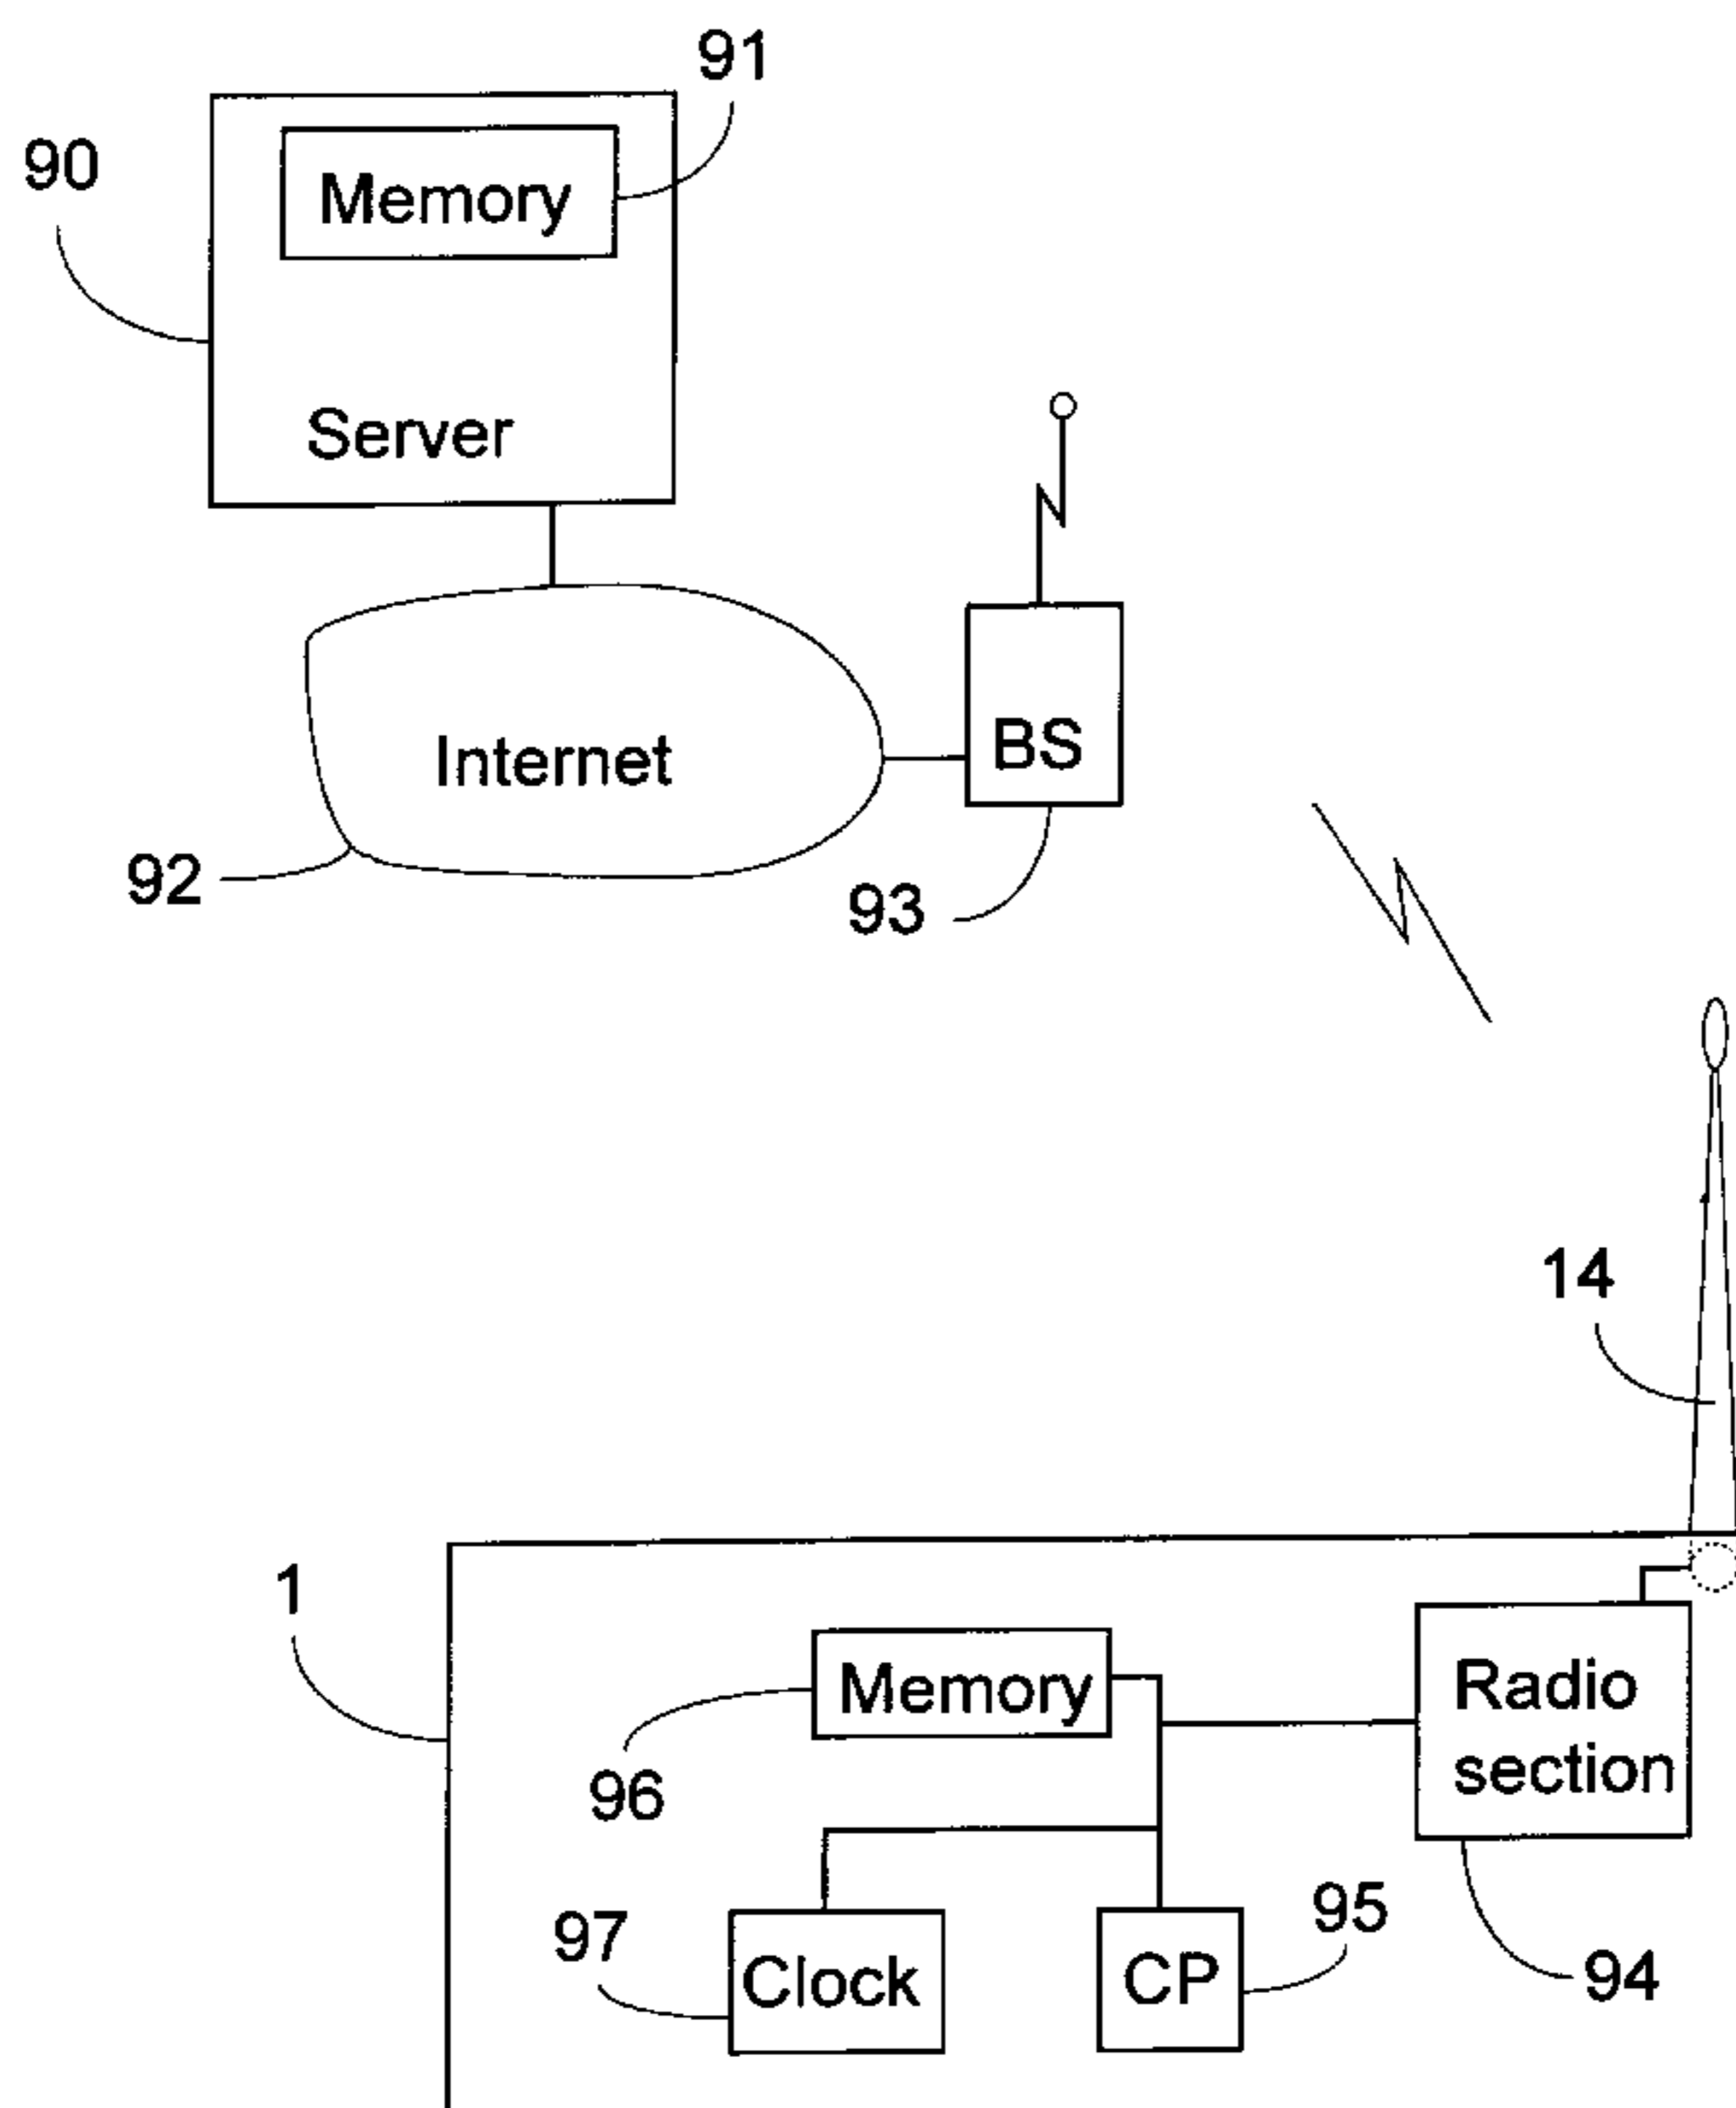 91
90
Memory
Server
Internet
BS
92
93
14
1
Memory
Radio
section
96
97
Clock
CP
95
94